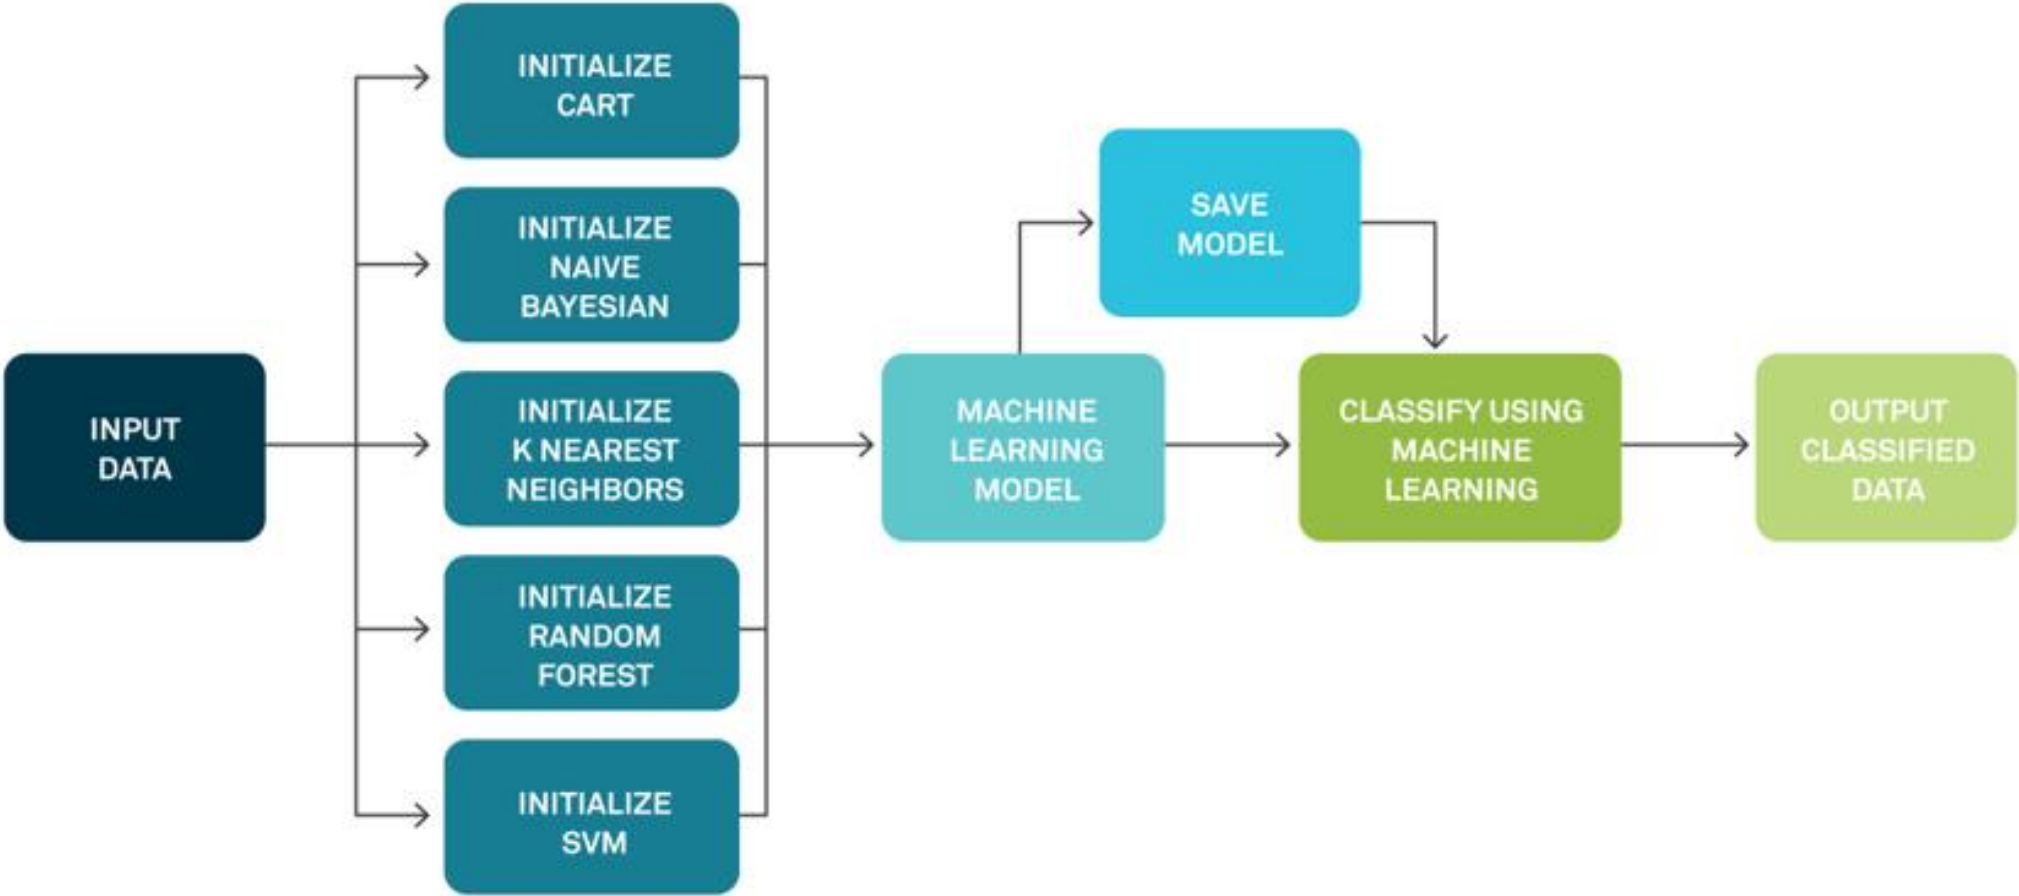 INPUT
DATA
INITIALIZE
CART
INITIALIZE
NAIVE
BAYESIAN
INITIALIZE
K NEAREST
NEIGHBORS
INITIALIZE
RANDOM
FOREST
INITIALIZE
SVM
MACHINE
LEARNING
MODEL
SAVE
MODEL
CLASSIFY USING
MACHINE
LEARNING
OUTPUT
CLASSIFIED
DATA